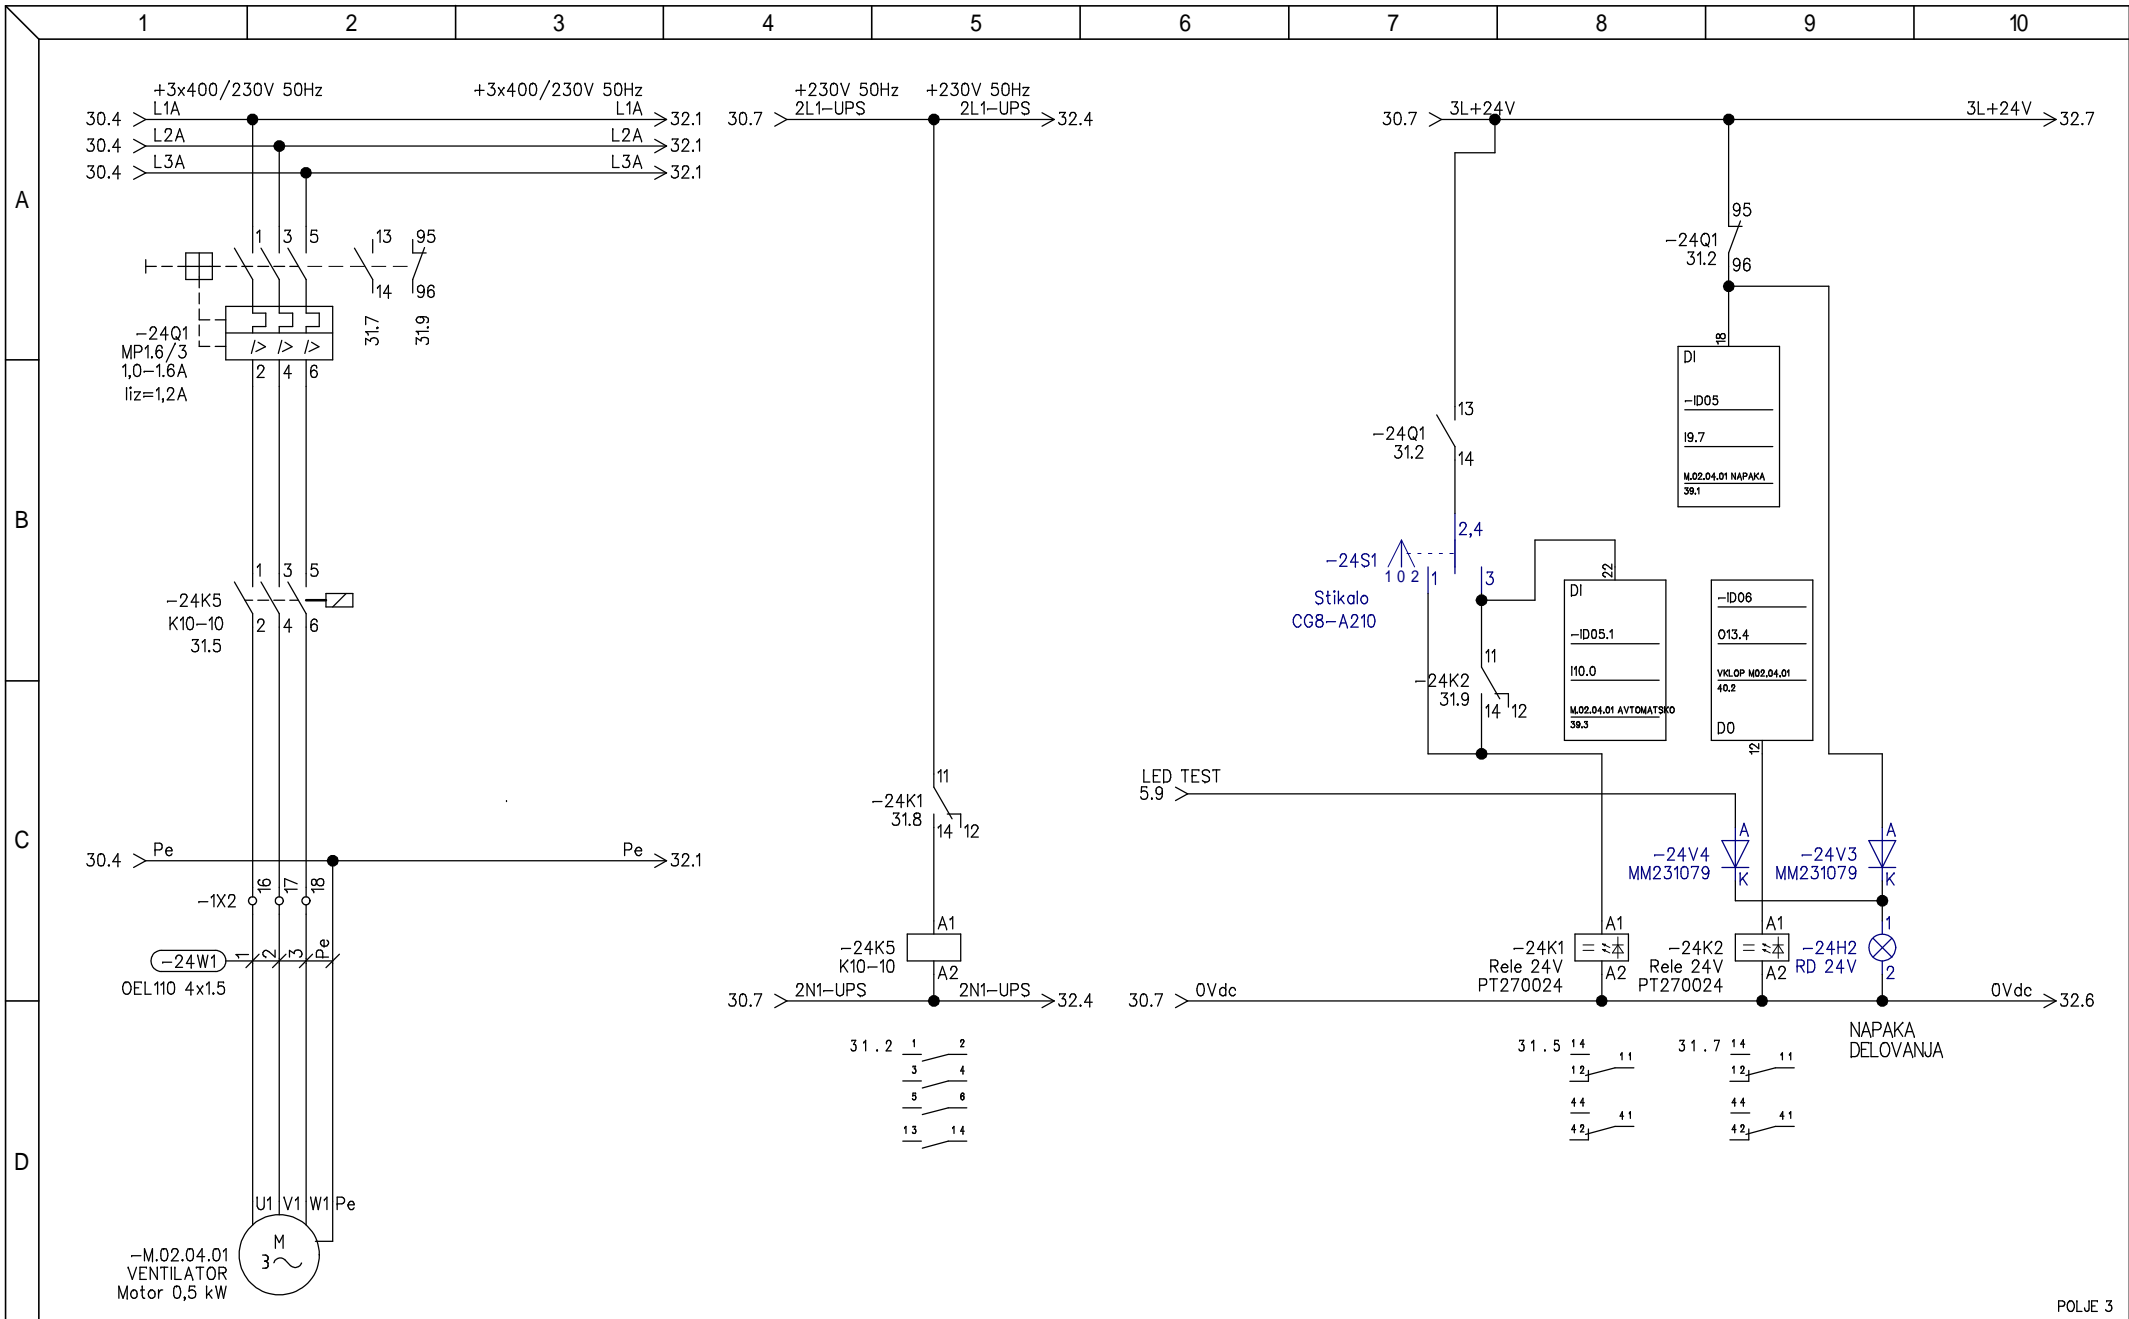 1 2 3 4 5 6 7 8 9 10
A
B
C
D
+3x400/230V 50Hz
+3x400/230V 50Hz
30.4 L1A L1A 32.1
30.4 L2A L2A 32.1
30.4 L3A L3A 32.1
1 3 5 13 95
14 96
31.7 31.9
-24Q1
MP1.6/3
1,0-1.6A
Iiz=1,2A
/> /> />
2 4 6
1 3 5
-24K5
K10-10
31.5
2 4 6
30.4 Pe Pe 32.1
16 17 18
-1X2
1 2 3 Pe
-24W1
OEL110 4x1.5
U1 V1 W1 Pe
M
3
-M.02.04.01
VENTILATOR
Motor 0,5 kW
+230V 50Hz +230V 50Hz
30.7 2L1-UPS 2L1-UPS 32.4
11
-24K1
31.8
14 12
A1
-24K5
K10-10
A2
30.7 2N1-UPS 2N1-UPS 32.4
31.2 1 2
3 4
5 6
13 14
30.7 3L+24V 3L+24V 32.7
95
-24Q1
31.2
96
18
DI
-ID05
I9.7
M.02.04.01 NAPAKA
39.1
13
-24Q1
31.2
14
2,4
-24S1
1 0 2
1 3
Stikalo
CG8-A210
22
DI
-ID05.1
I10.0
M.02.04.01 AVTOMATSKO
39.3
-ID06
O13.4
VKLOP M02.04.01
40.2
DO
12
11
-24K2
31.9
14 12
LED TEST
5.9
A
-24V4
MM231079
K
A
-24V3
MM231079
K
A1
-24K1
Rele 24V
PT270024
A2
A1
-24K2
Rele 24V
PT270024
A2
1
-24H2
RD 24V
2
30.7 0Vdc 0Vdc 32.6
NAPAKA
DELOVANJA
31.5 14
11
12
44
41
42
31.7 14
11
12
44
41
42
POLJE 3